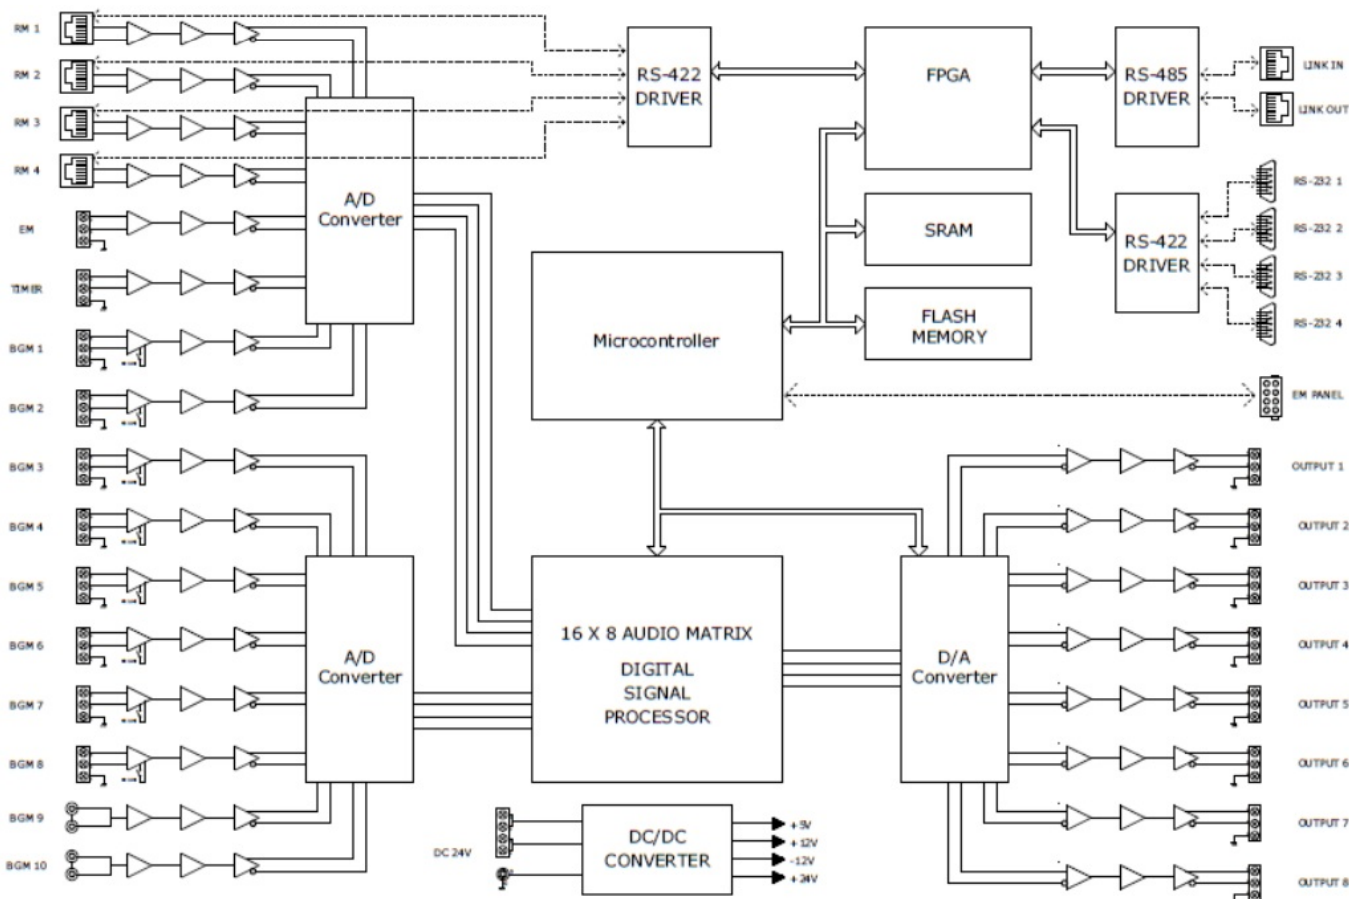 RM 1
RM 2
RM 3
RM 4
EM
TIMER
BGM 1
BGM 2
BGM 3
BGM 4
BGM 5
BGM 6
BGM 7
BGM 8
BGM 9
BGM 10
A/D
Converter
A/D
Converter
RS-422
DRIVER
FPGA
RS-485
DRIVER
LINK IN
LINK OUT
SRAM
RS-422
DRIVER
RS-232 1
RS-232 2
RS-232 3
RS-232 4
Microcontroller
FLASH
MEMORY
EM PANEL
16 X 8 AUDIO MATRIX
DIGITAL
SIGNAL
PROCESSOR
D/A
Converter
OUTPUT 1
OUTPUT 2
OUTPUT 3
OUTPUT 4
OUTPUT 5
OUTPUT 6
OUTPUT 7
OUTPUT 8
DC 24V
DC/DC
CONVERTER
+5V
+12V
-12V
+24V